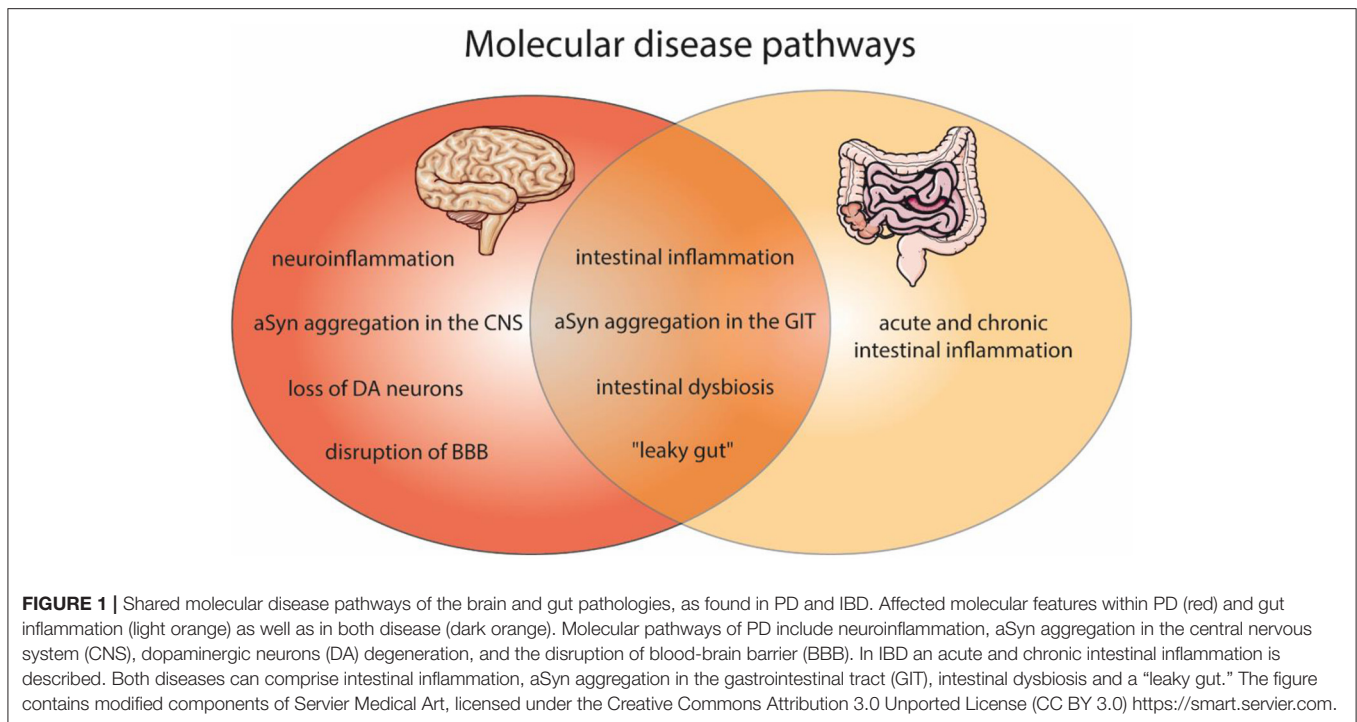 Molecular disease pathways
neuroinflammation
aSyn aggregation in the CNS
loss of DA neurons
disruption of BBB
intestinal inflammation
aSyn aggregation in the GIT
intestinal dysbiosis
"leaky gut"
acute and chronic
intestinal inflammation
FIGURE 1 | Shared molecular disease pathways of the brain and gut pathologies, as found in PD and IBD. Affected molecular features within PD (red) and gut
inflammation (light orange) as well as in both disease (dark orange). Molecular pathways of PD include neuroinflammation, aSyn aggregation in the central nervous
system (CNS), dopaminergic neurons (DA) degeneration, and the disruption of blood-brain barrier (BBB). In IBD an acute and chronic intestinal inflammation is
described. Both diseases can comprise intestinal inflammation, aSyn aggregation in the gastrointestinal tract (GIT), intestinal dysbiosis and a “leaky gut.” The figure
contains modified components of Servier Medical Art, licensed under the Creative Commons Attribution 3.0 Unported License (CC BY 3.0) https://smart.servier.com.